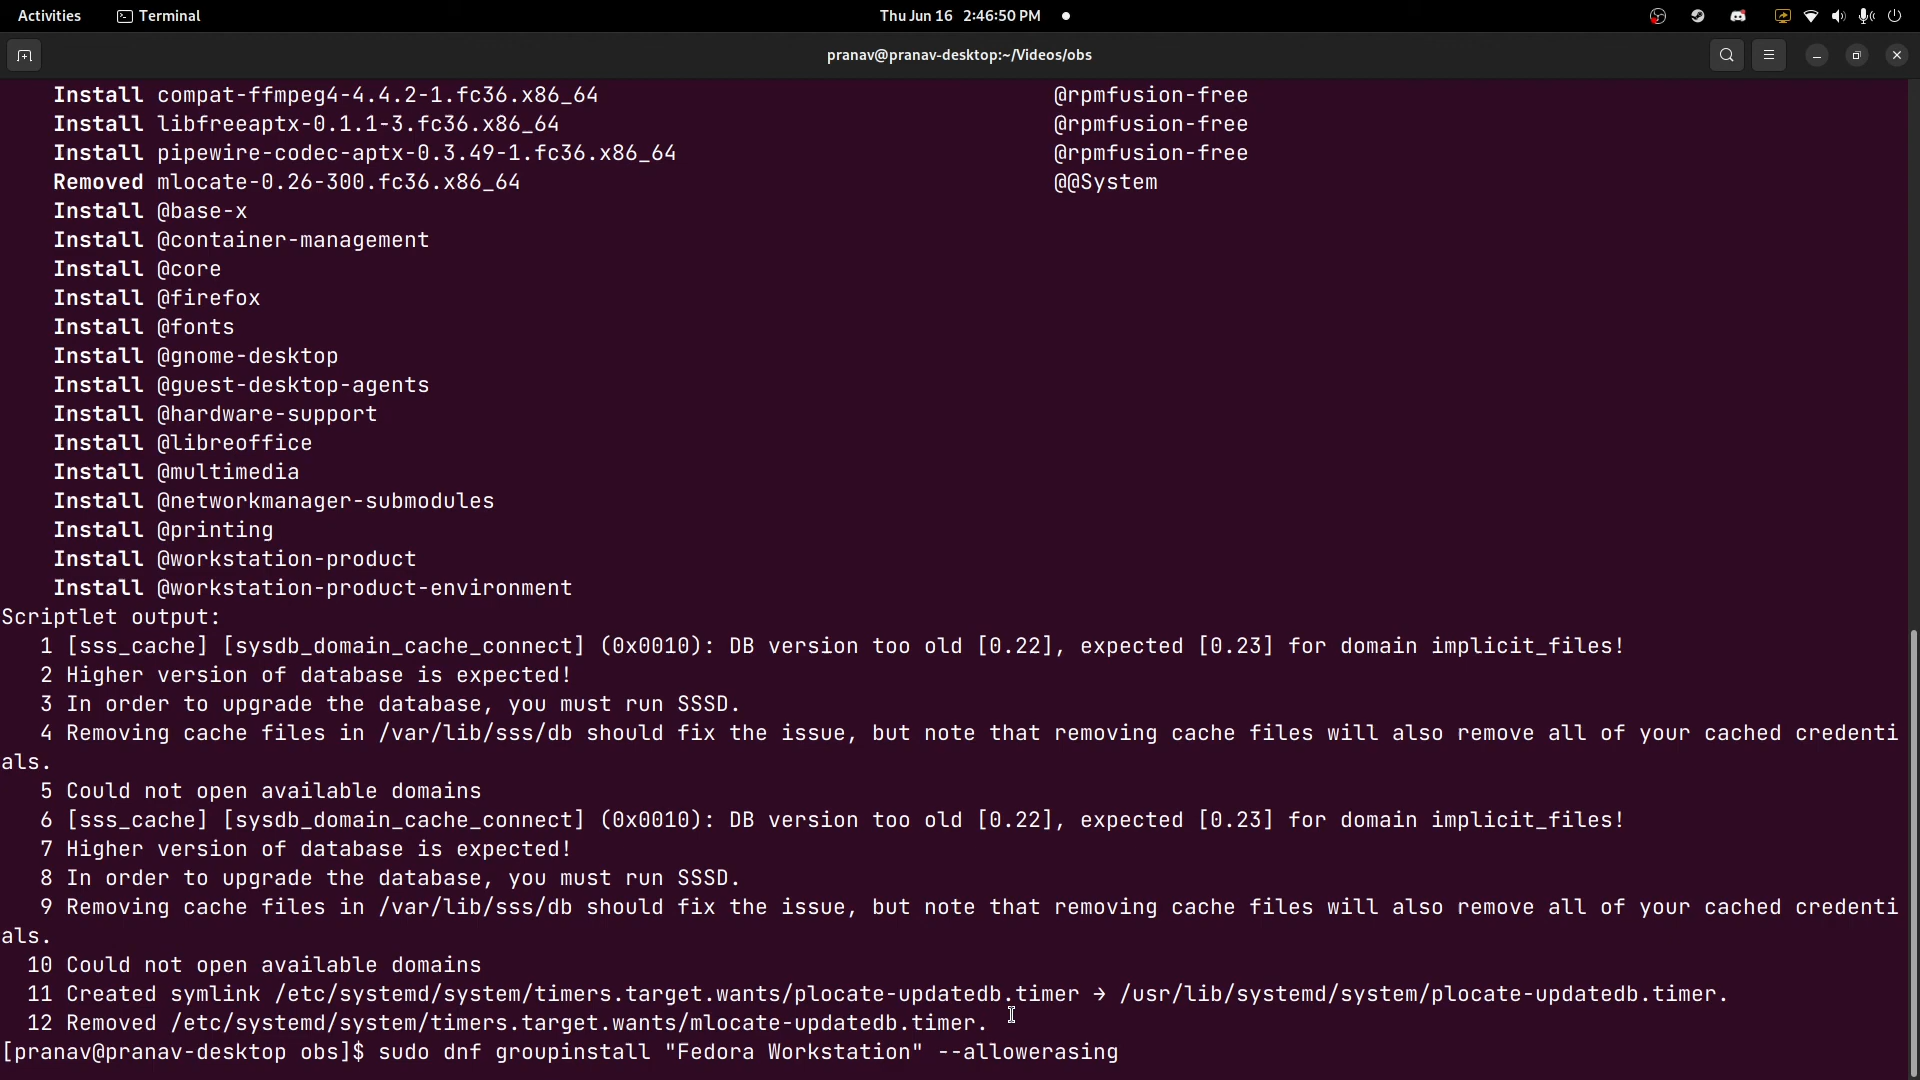 Activities Terminal Thu Jun 16 2:46:50 PM
pranav@pranav-desktop:~/Videos/obs
Install compat-ffmpeg4-4.4.2-1.fc36.x86_64 @rpmfusion-free
Install libfreeaptx-0.1.1-3.fc36.x86_64 @rpmfusion-free
Install pipewire-codec-aptx-0.3.49-1.fc36.x86_64 @rpmfusion-free
Removed mlocate-0.26-300.fc36.x86_64 @@System
Install @base-x
Install @container-management
Install @core
Install @firefox
Install @fonts
Install @gnome-desktop
Install @guest-desktop-agents
Install @hardware-support
Install @libreoffice
Install @multimedia
Install @networkmanager-submodules
Install @printing
Install @workstation-product
Install @workstation-product-environment
Scriptlet output:
1 [sss_cache] [sysdb_domain_cache_connect] (0x0010): DB version too old [0.22], expected [0.23] for domain implicit_files!
2 Higher version of database is expected!
3 In order to upgrade the database, you must run SSSD.
4 Removing cache files in /var/lib/sss/db should fix the issue, but note that removing cache files will also remove all of your cached credenti
als.
5 Could not open available domains
6 [sss_cache] [sysdb_domain_cache_connect] (0x0010): DB version too old [0.22], expected [0.23] for domain implicit_files!
7 Higher version of database is expected!
8 In order to upgrade the database, you must run SSSD.
9 Removing cache files in /var/lib/sss/db should fix the issue, but note that removing cache files will also remove all of your cached credenti
als.
10 Could not open available domains
11 Created symlink /etc/systemd/system/timers.target.wants/plocate-updatedb.timer → /usr/lib/systemd/system/plocate-updatedb.timer.
12 Removed /etc/systemd/system/timers.target.wants/mlocate-updatedb.timer.
[pranav@pranav-desktop obs]$ sudo dnf groupinstall "Fedora Workstation" --allowerasing